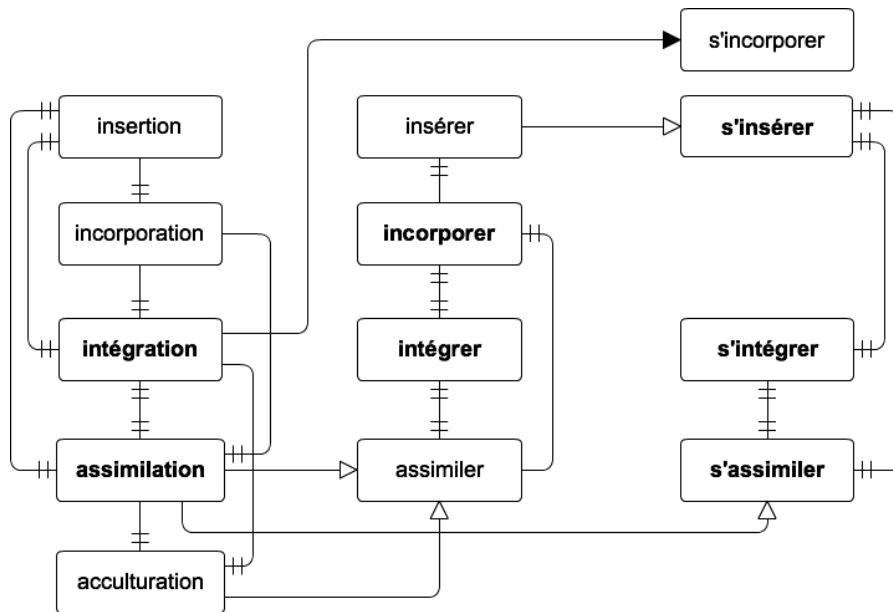 s'incorporer
insertion
insérer
s'insérer
incorporation
incorporer
intégration
intégrer
s'intégrer
assimilation
assimiler
s'assimiler
acculturation